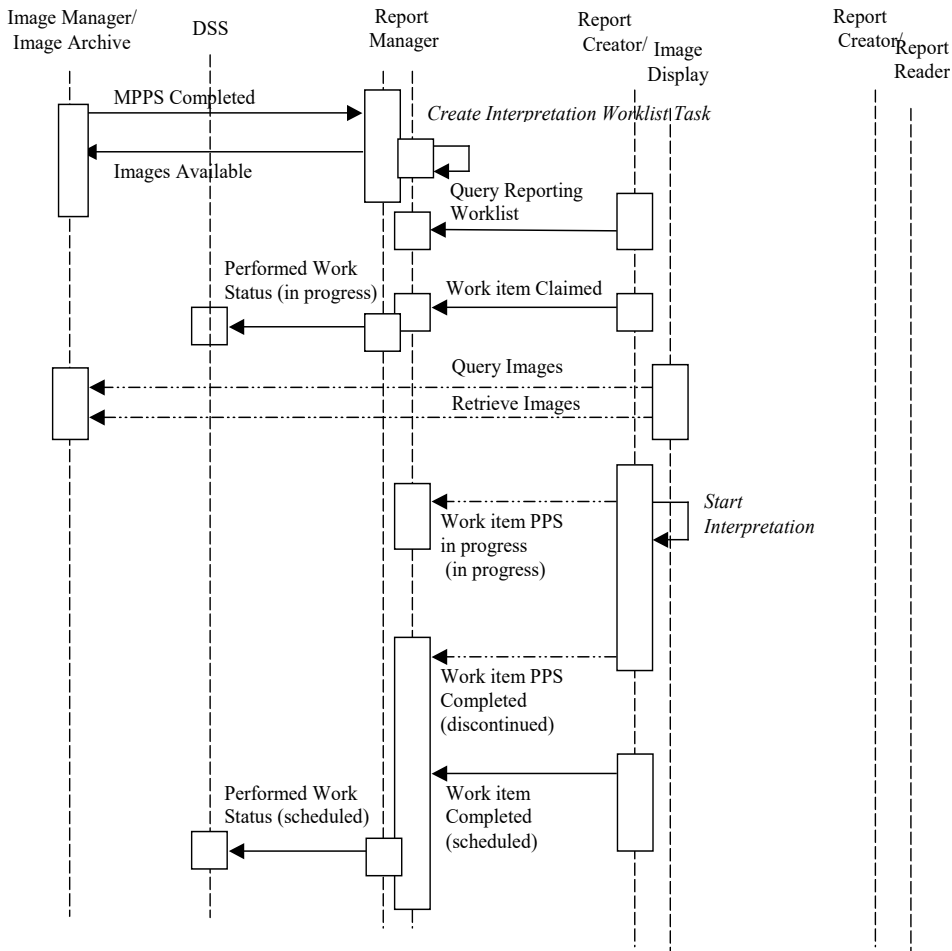 Image Manager/
Image Archive
DSS
Report
Manager
Report
Creator/
Image
Display
Report
Creator/
Report
Reader
MPPS Completed
Create Interpretation Worklist Task
Images Available
Query Reporting
Worklist
Performed Work
Status (in progress)
Work item Claimed
Query Images
Retrieve Images
Start
Interpretation
Work item PPS
in progress
(in progress)
Work item PPS
Completed
(discontinued)
Performed Work
Status (scheduled)
Work item
Completed
(scheduled)